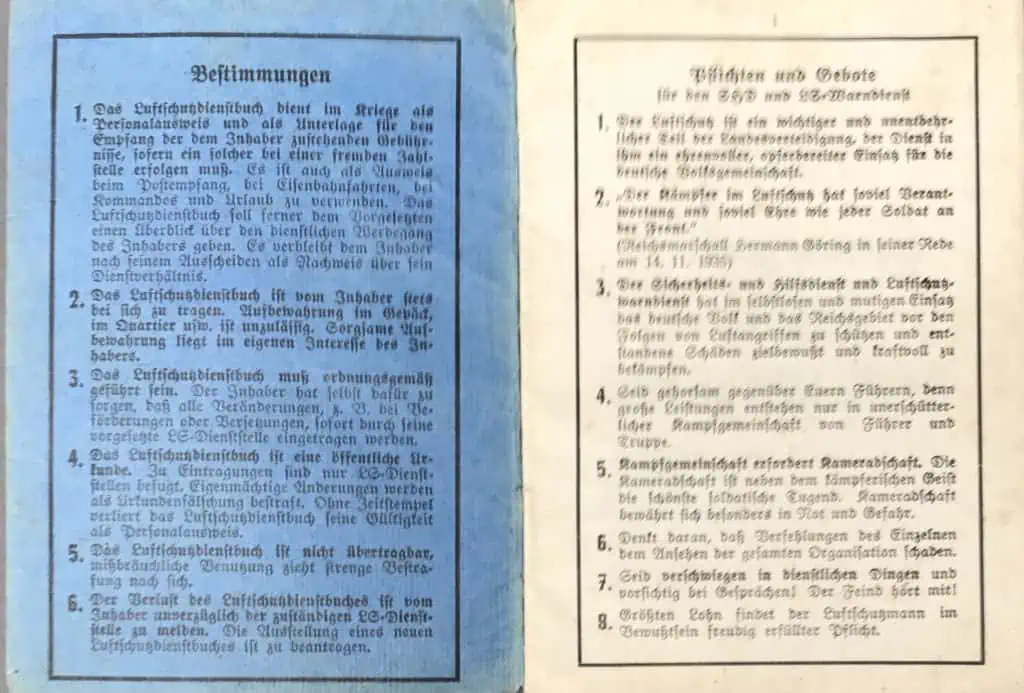 Bestimmungen
1. Das Luftschutzdienstbuch dient im Kriege als
Personalausweis und als Unterlage für den
Empfang der dem Inhaber zustehenden Gebühr-
nisse, sofern ein solcher bei einer fremden Zahl-
stelle erfolgen muß. Es ist auch als Ausweis
beim Postempfang, bei Eisenbahnfahrten, bei
Kommandos und Urlaub zu verwenden. Das
Luftschutzdienstbuch soll ferner dem Vorgesetzten
einen Überblick über den dienstlichen Werdegang
des Inhabers geben. Es verbleibt dem Inhaber
nach seinem Ausscheiden als Nachweis über sein
Dienstverhältnis.
2. Das Luftschutzdienstbuch ist vom Inhaber stets
bei sich zu tragen. Aufbewahrung im Gepäck,
im Quartier usw. ist unzulässig. Sorgsame Auf-
bewahrung liegt im eigenen Interesse des In-
habers.
3. Das Luftschutzdienstbuch muß ordnungsgemäß
geführt sein. Der Inhaber hat selbst dafür zu
sorgen, daß alle Veränderungen, z. B. bei Be-
förderungen oder Versetzungen, sofort durch seine
vorgesetzte LS-Dienststelle eingetragen werden.
4. Das Luftschutzdienstbuch ist eine öffentliche Ur-
kunde. Zu Eintragungen sind nur LS-Dienst-
stellen befugt. Eigenmächtige Änderungen werden
als Urkundenfälschung bestraft. Ohne Zeitstempel
verliert das Luftschutzdienstbuch seine Gültigkeit
als Personalausweis.
5. Das Luftschutzdienstbuch ist nicht übertragbar,
mißbräuchliche Benutzung zieht strenge Bestra-
fung nach sich.
6. Der Verlust des Luftschutzdienstbuches ist vom
Inhaber unverzüglich der zuständigen LS-Dienst-
stelle zu melden. Die Ausstellung eines neuen
Luftschutzdienstbuches ist zu beantragen.
Pflichten und Gebote
für den SHD und LS-Warndienst
1. Der Luftschutz ist ein wichtiger und unentbehr-
licher Teil der Landesverteidigung, der Dienst in
ihm ein ehrenvoller, opferbereiter Einsatz für die
deutsche Volksgemeinschaft.
2. „Der Kämpfer im Luftschutz hat soviel Verant-
wortung und soviel Ehre wie jeder Soldat an
der Front.“
(Reichsmarschall Hermann Göring in seiner Rede
am 14. 11. 1935)
3. Der Sicherheits- und Hilfsdienst und Luftschutz-
warndienst hat im selbstlosen und mutigen Einsatz
das deutsche Volk und das Reichsgebiet vor den
Folgen von Luftangriffen zu schützen und ent-
standene Schäden zielbewußt und kraftvoll zu
bekämpfen.
4. Seid gehorsam gegenüber Euern Führern, denn
große Leistungen entstehen nur in unerschütter-
licher Kampfgemeinschaft von Führer und
Truppe.
5. Kampfgemeinschaft erfordert Kameradschaft. Die
Kameradschaft ist neben dem kämpferischen Geist
die schönste soldatische Tugend. Kameradschaft
bewährt sich besonders in Not und Gefahr.
6. Denkt daran, daß Verfehlungen des Einzelnen
dem Ansehen der gesamten Organisation schaden.
7. Seid verschwiegen in dienstlichen Dingen und
vorsichtig bei Gesprächen! Der Feind hört mit!
8. Größten Lohn findet der Luftschutzmann im
Bewußtsein freudig erfüllter Pflicht.